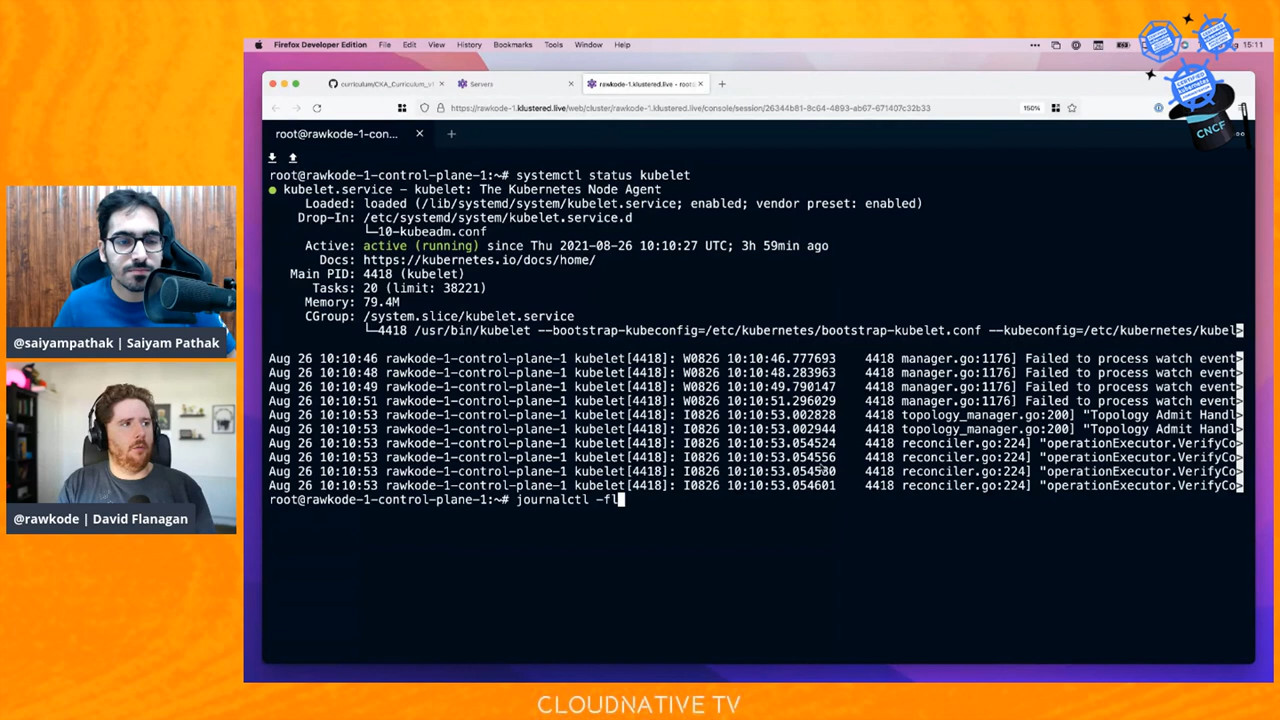 Firefox Developer Edition File Edit View History Bookmarks Tools Window Help
15:11
curriculum/CKA_Curriculum_v1
Servers
rawkode-1.klustered.live - root
https://rawkode-1.klustered.live/web/cluster/rawkode-1.klustered.live/console/session/26344b81-8c64-4893-ab67-671407c32b33
150%
CERTIFIED kubernetes
CNCF
root@rawkode-1-con...
root@rawkode-1-control-plane-1:~# systemctl status kubelet
● kubelet.service - kubelet: The Kubernetes Node Agent
Loaded: loaded (/lib/systemd/system/kubelet.service; enabled; vendor preset: enabled)
Drop-In: /etc/systemd/system/kubelet.service.d
└─10-kubeadm.conf
Active: active (running) since Thu 2021-08-26 10:10:27 UTC; 3h 59min ago
Docs: https://kubernetes.io/docs/home/
Main PID: 4418 (kubelet)
Tasks: 20 (limit: 38221)
Memory: 79.4M
CGroup: /system.slice/kubelet.service
└─4418 /usr/bin/kubelet --bootstrap-kubeconfig=/etc/kubernetes/bootstrap-kubelet.conf --kubeconfig=/etc/kubernetes/kubel>
Aug 26 10:10:46 rawkode-1-control-plane-1 kubelet[4418]: W0826 10:10:46.777693 4418 manager.go:1176] Failed to process watch event>
Aug 26 10:10:48 rawkode-1-control-plane-1 kubelet[4418]: W0826 10:10:48.283963 4418 manager.go:1176] Failed to process watch event>
Aug 26 10:10:49 rawkode-1-control-plane-1 kubelet[4418]: W0826 10:10:49.790147 4418 manager.go:1176] Failed to process watch event>
Aug 26 10:10:51 rawkode-1-control-plane-1 kubelet[4418]: W0826 10:10:51.296029 4418 manager.go:1176] Failed to process watch event>
Aug 26 10:10:53 rawkode-1-control-plane-1 kubelet[4418]: I0826 10:10:53.002328 4418 topology_manager.go:200] "Topology Admit Handl>
Aug 26 10:10:53 rawkode-1-control-plane-1 kubelet[4418]: I0826 10:10:53.002944 4418 topology_manager.go:200] "Topology Admit Handl>
Aug 26 10:10:53 rawkode-1-control-plane-1 kubelet[4418]: I0826 10:10:53.054524 4418 reconciler.go:224] "operationExecutor.VerifyCo>
Aug 26 10:10:53 rawkode-1-control-plane-1 kubelet[4418]: I0826 10:10:53.054556 4418 reconciler.go:224] "operationExecutor.VerifyCo>
Aug 26 10:10:53 rawkode-1-control-plane-1 kubelet[4418]: I0826 10:10:53.054580 4418 reconciler.go:224] "operationExecutor.VerifyCo>
Aug 26 10:10:53 rawkode-1-control-plane-1 kubelet[4418]: I0826 10:10:53.054601 4418 reconciler.go:224] "operationExecutor.VerifyCo>
root@rawkode-1-control-plane-1:~# journalctl -fl
@saiyampathak | Saiyam Pathak
@rawkode | David Flanagan
CLOUDNATIVE TV